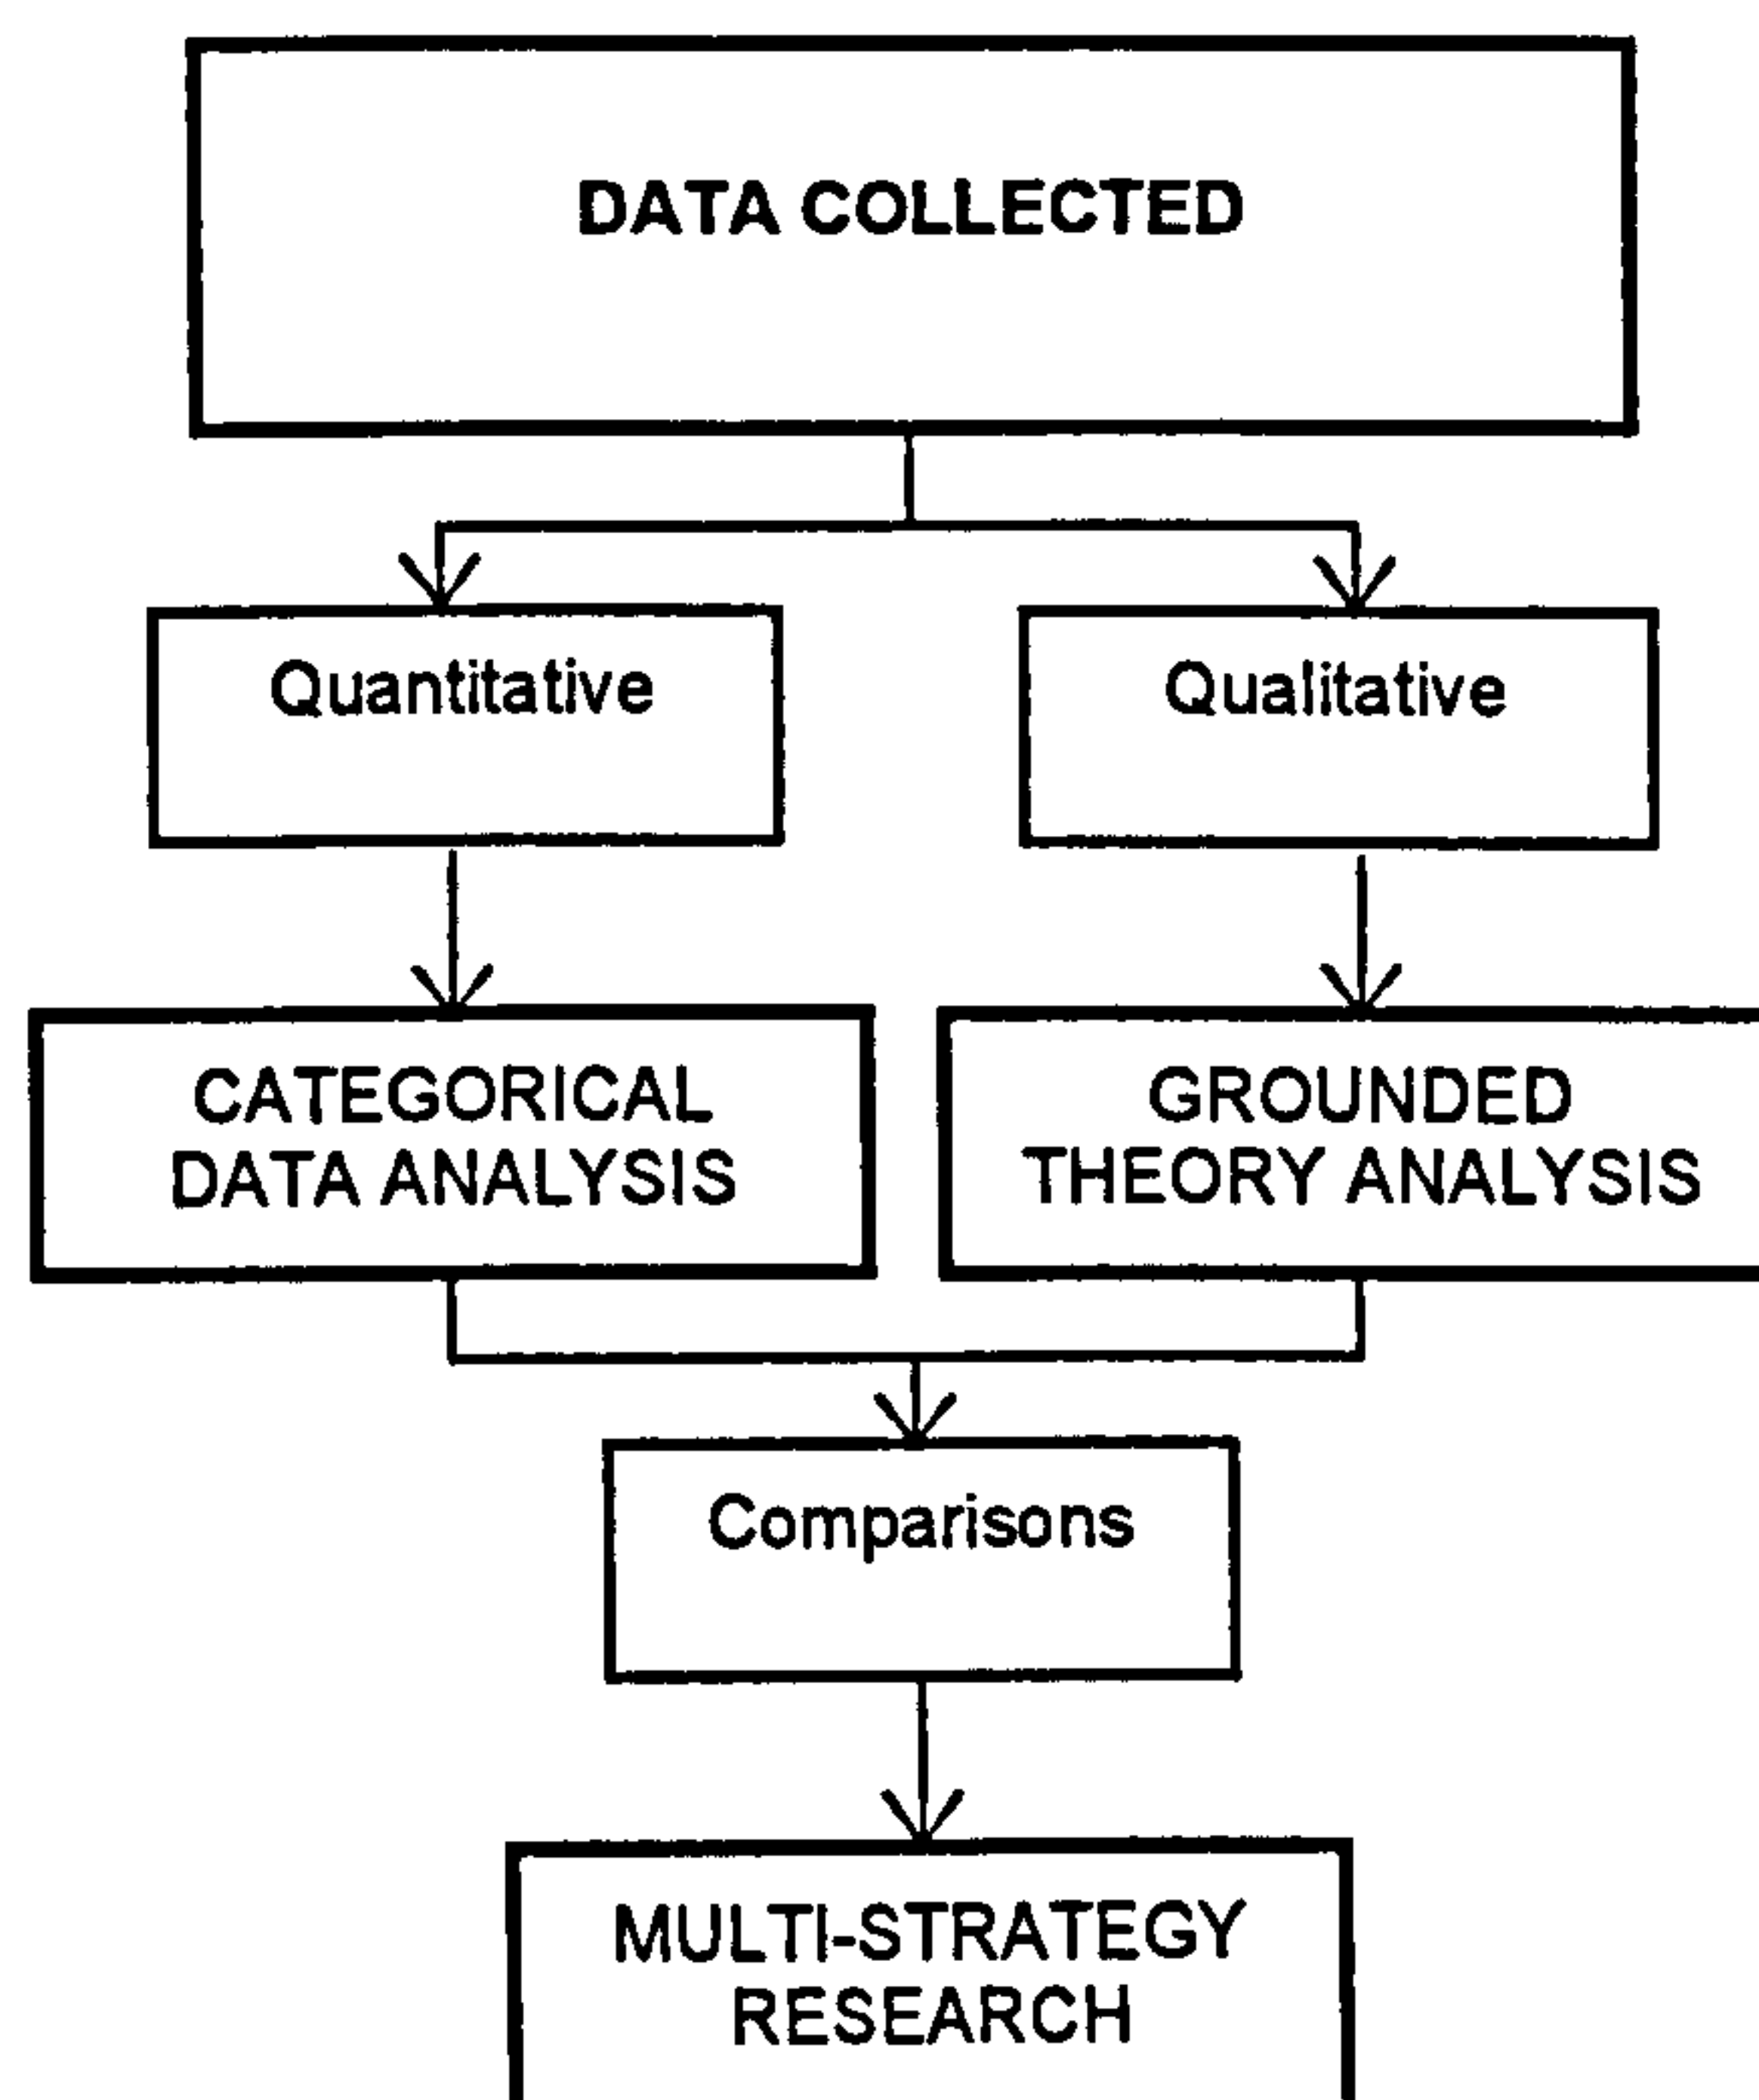 DATA COLLECTED
Quantitative
Qualitative
CATEGORICAL
DATA ANALYSIS
GROUNDED
THEORY ANALYSIS
Comparisons
MULTI-STRATEGY
RESEARCH